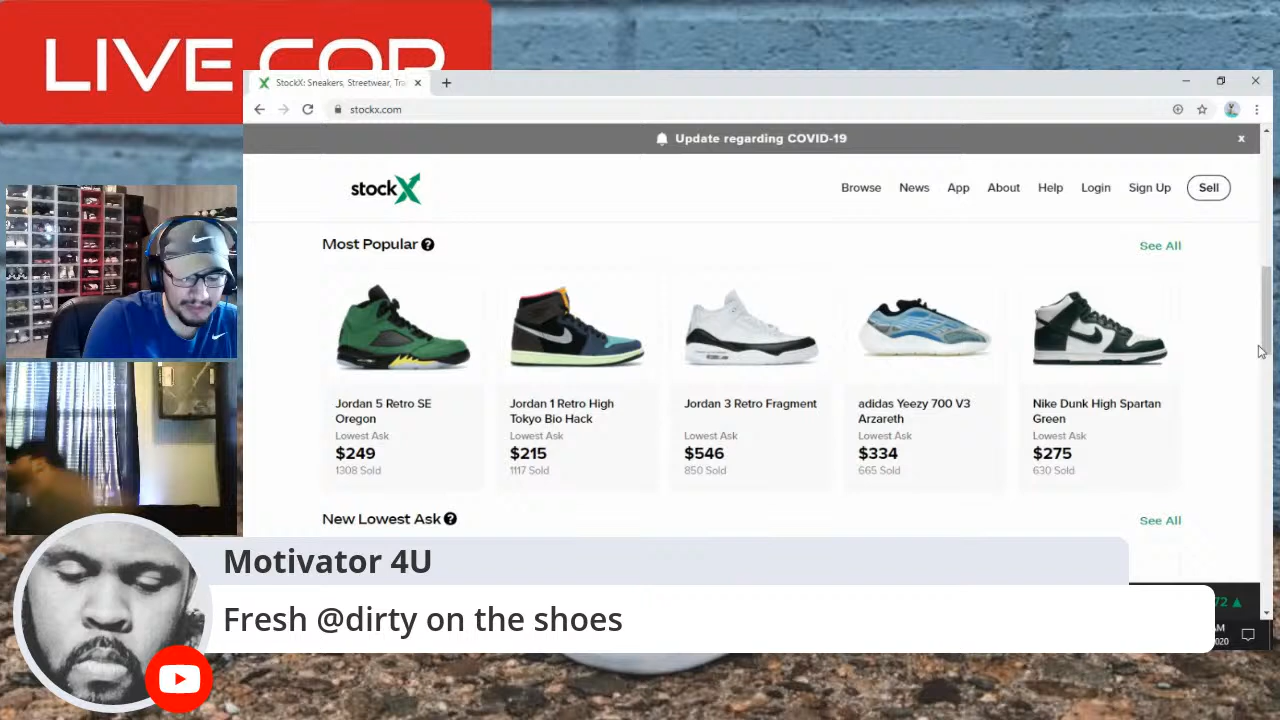 LIVE COP
StockX: Sneakers, Streetwear, Tra
stockx.com
Update regarding COVID-19
x
stockX
Browse News App About Help Login Sign Up Sell
Most Popular ?
See All
Jordan 5 Retro SE
Oregon
Lowest Ask
$249
1308 Sold
Jordan 1 Retro High
Tokyo Bio Hack
Lowest Ask
$215
1117 Sold
Jordan 3 Retro Fragment
Lowest Ask
$546
850 Sold
adidas Yeezy 700 V3
Arzareth
Lowest Ask
$334
665 Sold
Nike Dunk High Spartan
Green
Lowest Ask
$275
630 Sold
New Lowest Ask ?
See All
Motivator 4U
Fresh @dirty on the shoes